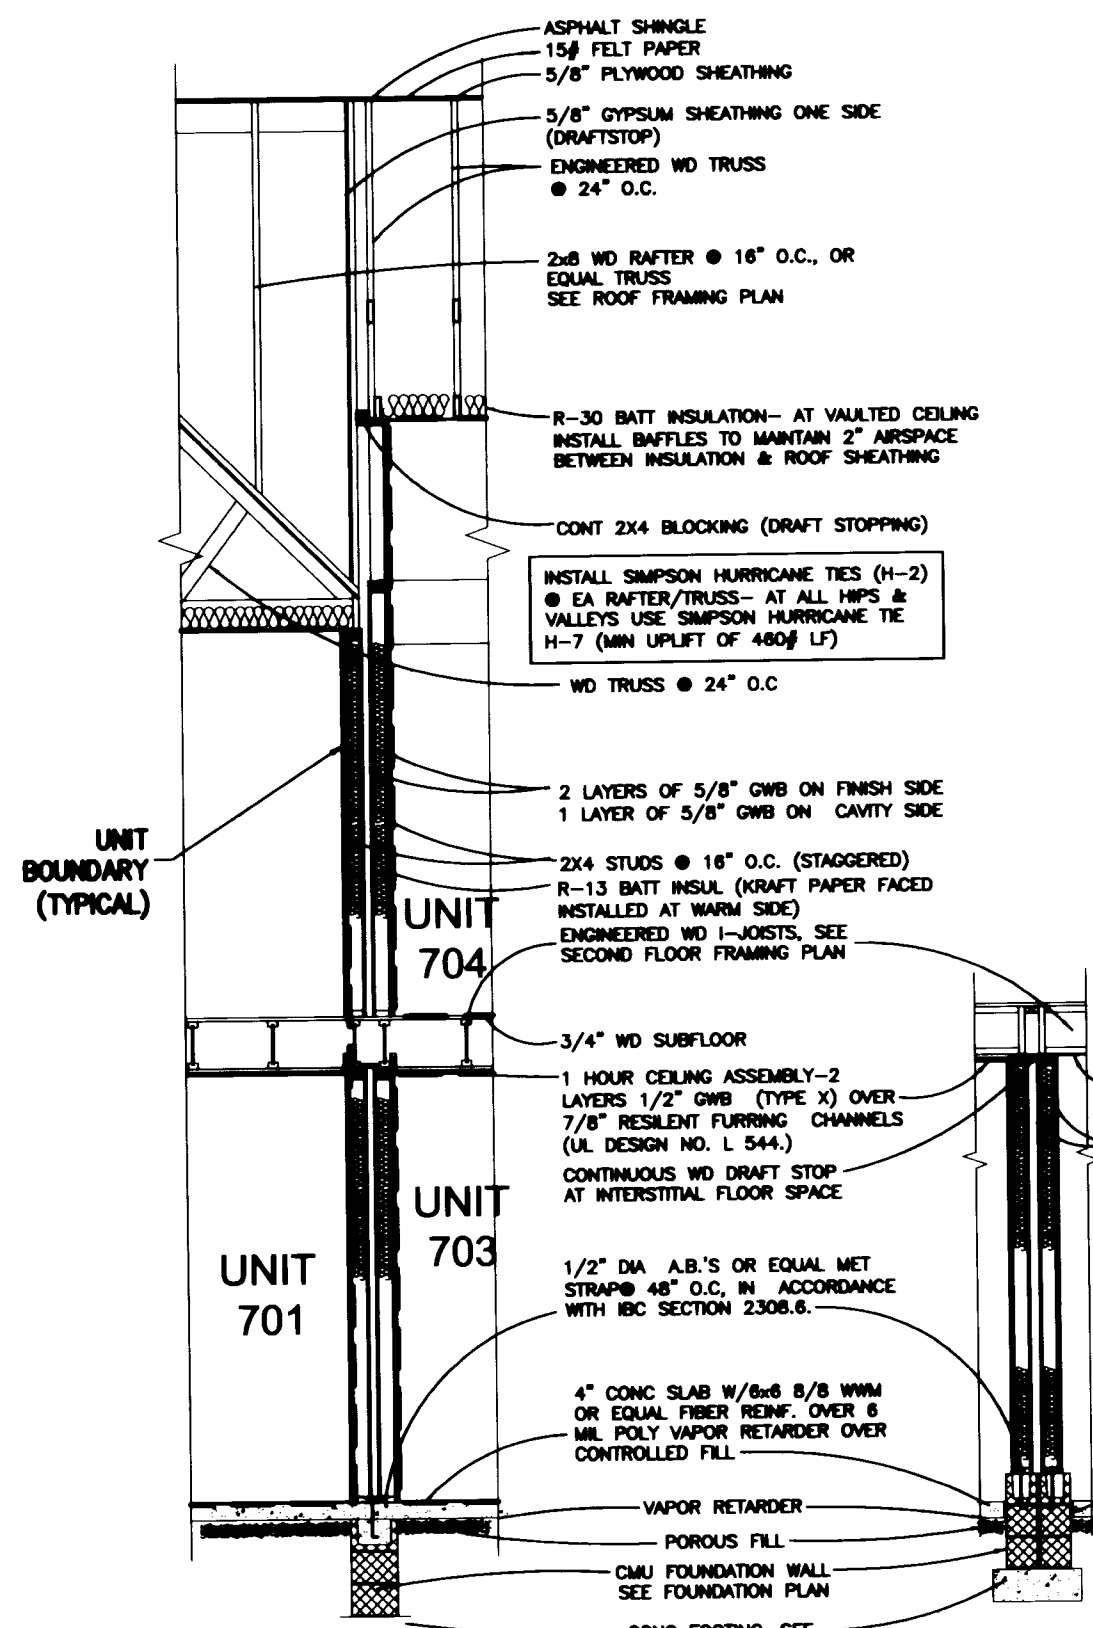 ASPHALT SHINGLE
15# FELT PAPER
5/8" PLYWOOD SHEATHING
5/8" GYPSUM SHEATHING ONE SIDE
(DRAFTSTOP)
ENGINEERED WD TRUSS
@ 24" O.C.
2x8 WD RAFTER @ 16" O.C., OR
EQUAL TRUSS
SEE ROOF FRAMING PLAN
R-30 BATT INSULATION- AT VAULTED CEILING
INSTALL BAFFLES TO MAINTAIN 2" AIRSPACE
BETWEEN INSULATION & ROOF SHEATHING
CONT 2X4 BLOCKING (DRAFT STOPPING)
INSTALL SIMPSON HURRICANE TIES (H-2)
@ EA RAFTER/TRUSS- AT ALL HIPS &
VALLEYS USE SIMPSON HURRICANE TIE
H-7 (MIN UPLIFT OF 460# LF)
WD TRUSS @ 24" O.C
2 LAYERS OF 5/8" GWB ON FINISH SIDE
1 LAYER OF 5/8" GWB ON CAVITY SIDE
UNIT
BOUNDARY
(TYPICAL)
2X4 STUDS @ 16" O.C. (STAGGERED)
R-13 BATT INSUL (KRAFT PAPER FACED
INSTALLED AT WARM SIDE)
UNIT
704
ENGINEERED WD I-JOISTS, SEE
SECOND FLOOR FRAMING PLAN
3/4" WD SUBFLOOR
1 HOUR CEILING ASSEMBLY-2
LAYERS 1/2" GWB (TYPE X) OVER
7/8" RESILENT FURRING CHANNELS
(UL DESIGN NO. L 544.)
CONTINUOUS WD DRAFT STOP
AT INTERSTITIAL FLOOR SPACE
UNIT
703
UNIT
701
1/2" DIA A.B.'S OR EQUAL MET
STRAP@ 48" O.C, IN ACCORDANCE
WITH IBC SECTION 2308.6.
4" CONC SLAB W/6x6 8/8 WWM
OR EQUAL FIBER REINF. OVER 6
MIL POLY VAPOR RETARDER OVER
CONTROLLED FILL
VAPOR RETARDER
POROUS FILL
CMU FOUNDATION WALL
SEE FOUNDATION PLAN
CONC FOOTING, SEE